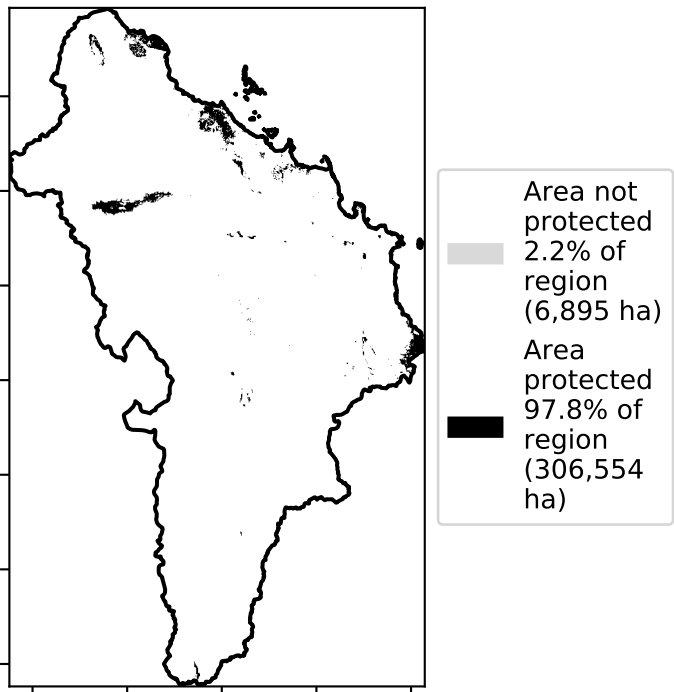 Area not
protected
2.2% of
region
(6,895 ha)
Area
protected
97.8% of
region
(306,554
ha)